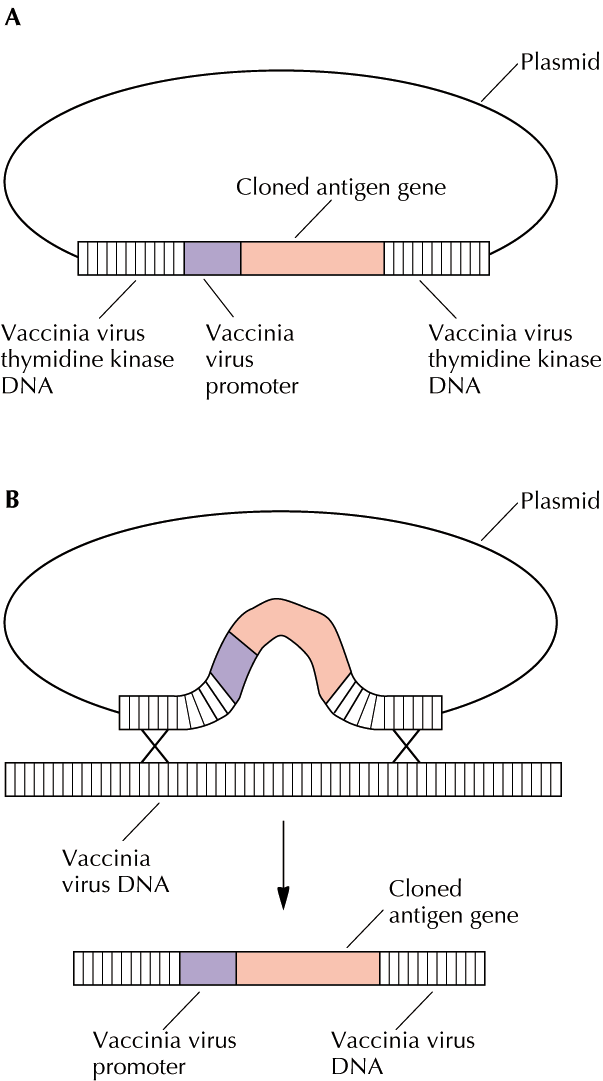 A
Plasmid
Cloned antigen gene
Vaccinia virus
thymidine kinase
DNA
Vaccinia
virus
promoter
Vaccinia virus
thymidine kinase
DNA
B
Plasmid
Vaccinia
virus DNA
Cloned
antigen gene
Vaccinia virus
promoter
Vaccinia virus
DNA